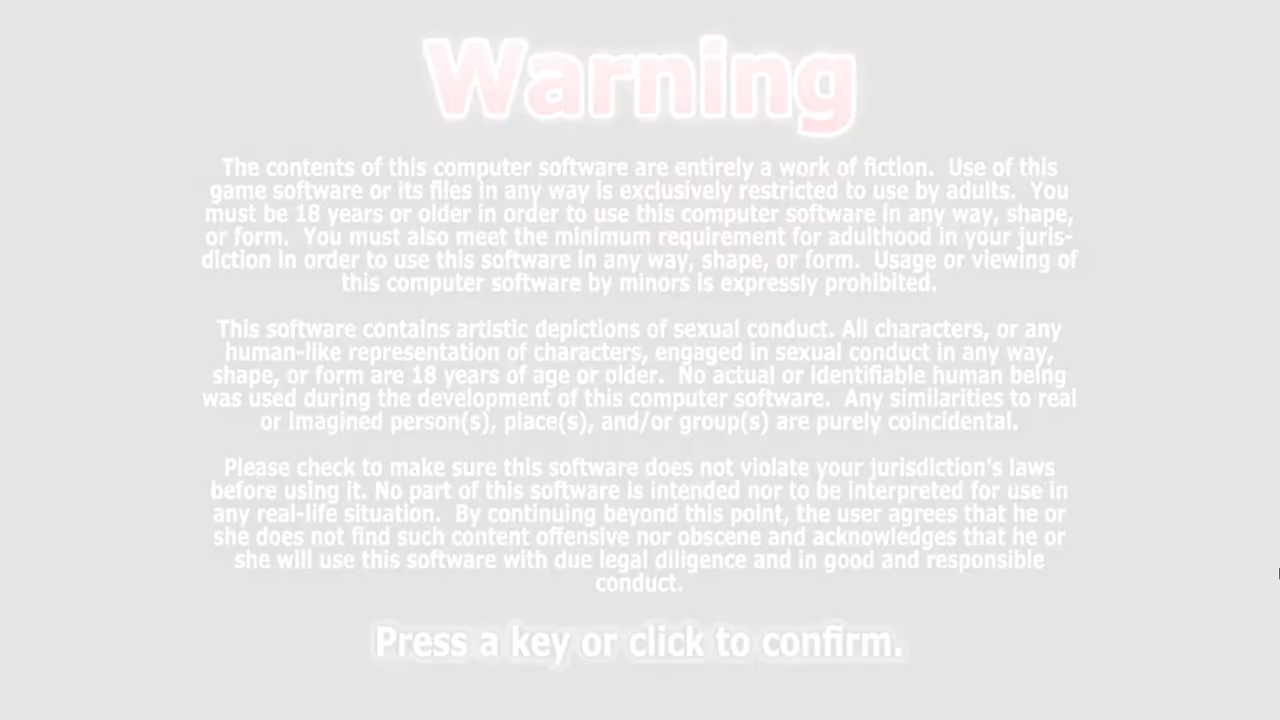 Warning
The contents of this computer software are entirely a work of fiction.  Use of this
game software or its files in any way is exclusively restricted to use by adults.  You
must be 18 years or older in order to use this computer software in any way, shape,
or form.  You must also meet the minimum requirement for adulthood in your juris-
diction in order to use this software in any way, shape, or form.  Usage or viewing of
this computer software by minors is expressly prohibited.
This software contains artistic depictions of sexual conduct. All characters, or any
human-like representation of characters, engaged in sexual conduct in any way,
shape, or form are 18 years of age or older.  No actual or identifiable human being
was used during the development of this computer software.  Any similarities to real
or imagined person(s), place(s), and/or group(s) are purely coincidental.
Please check to make sure this software does not violate your jurisdiction's laws
before using it. No part of this software is intended nor to be interpreted for use in
any real-life situation.  By continuing beyond this point, the user agrees that he or
she does not find such content offensive nor obscene and acknowledges that he or
she will use this software with due legal diligence and in good and responsible
conduct.
Press a key or click to confirm.